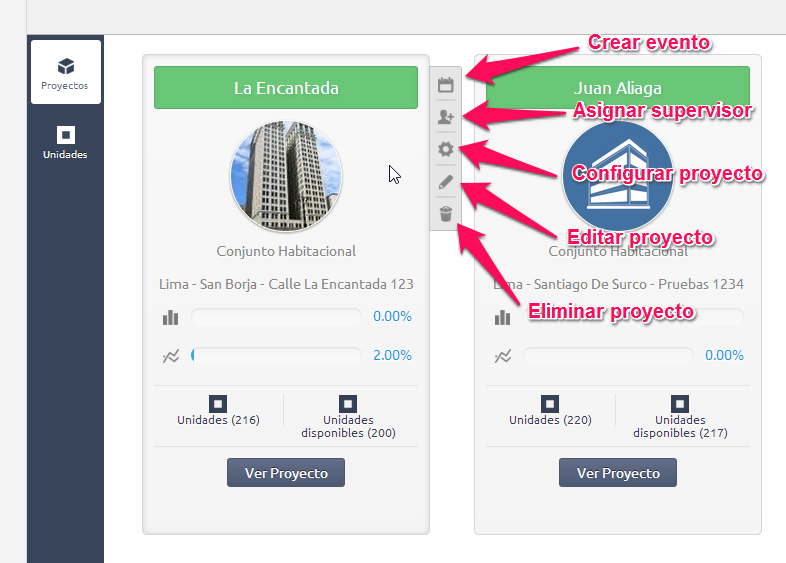 Proyectos
Unidades
La Encantada
Conjunto Habitacional
Lima - San Borja - Calle La Encantada 123
0.00%
2.00%
Unidades (216)
Unidades
disponibles (200)
Ver Proyecto
Crear evento
Asignar supervisor
Configurar proyecto
Editar proyecto
Eliminar proyecto
Juan Aliaga
Conjunto Habitacional
Lima - Santiago De Surco - Pruebas 1234
0.00%
Unidades (220)
Unidades
disponibles (217)
Ver Proyecto